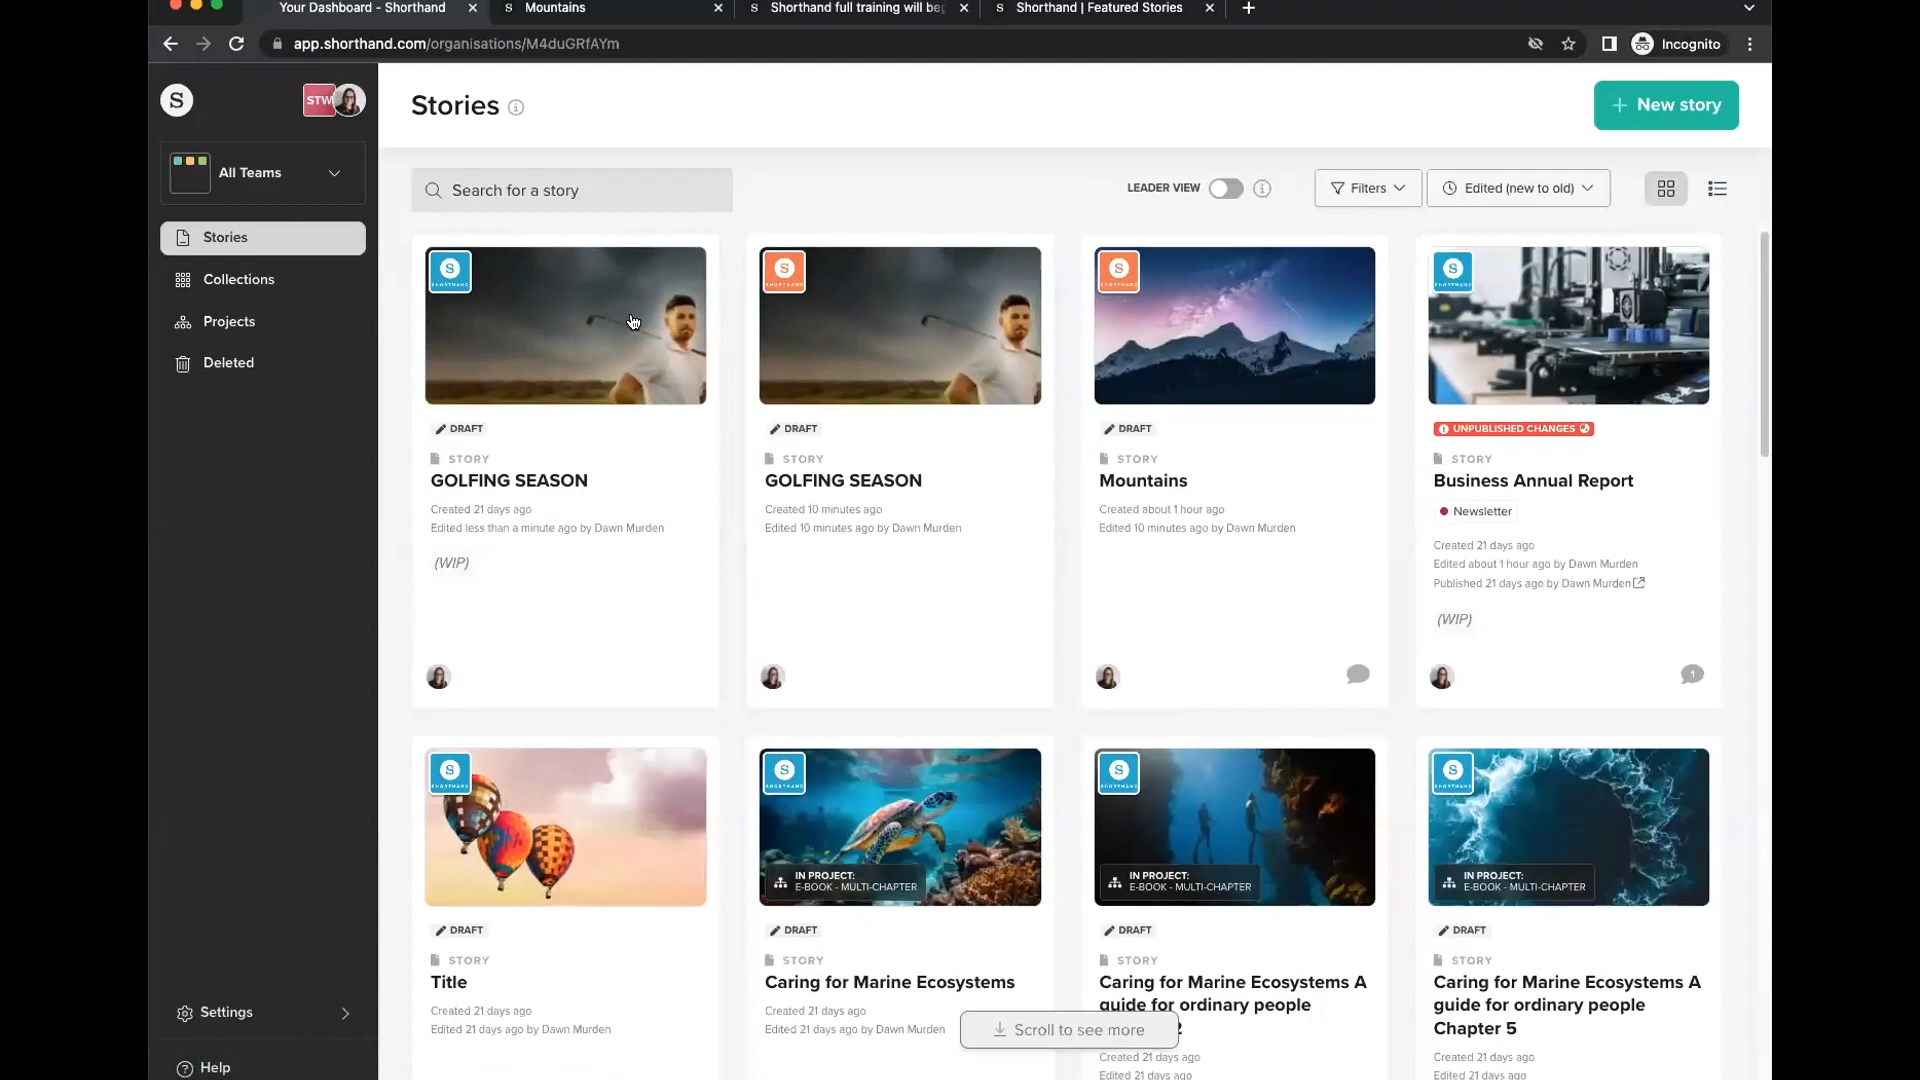 Your Dashboard - Shorthand
Mountains
Shorthand full training will be
Shorthand | Featured Stories
app.shorthand.com/organisations/M4duGRfAYm
Incognito
S
STW
All Teams
Stories
Collections
Projects
Deleted
Settings
Help
Stories
+ New story
Search for a story
LEADER VIEW
Filters
Edited (new to old)
S
SHORTHAND
DRAFT
STORY
GOLFING SEASON
Created 21 days ago
Edited less than a minute ago by Dawn Murden
(WIP)
S
SHORTHAND
DRAFT
STORY
GOLFING SEASON
Created 10 minutes ago
Edited 10 minutes ago by Dawn Murden
S
SHORTHAND
DRAFT
STORY
Mountains
Created about 1 hour ago
Edited 10 minutes ago by Dawn Murden
S
SHORTHAND
UNPUBLISHED CHANGES
STORY
Business Annual Report
Newsletter
Created 21 days ago
Edited about 1 hour ago by Dawn Murden
Published 21 days ago by Dawn Murden
(WIP)
1
S
SHORTHAND
DRAFT
STORY
Title
Created 21 days ago
Edited 21 days ago by Dawn Murden
S
SHORTHAND
IN PROJECT:
E-BOOK - MULTI-CHAPTER
DRAFT
STORY
Caring for Marine Ecosystems
Created 21 days ago
Edited 21 days ago by Dawn Murden
S
SHORTHAND
IN PROJECT:
E-BOOK - MULTI-CHAPTER
DRAFT
STORY
Caring for Marine Ecosystems A
guide for ordinary people
2
Created 21 days ago
Edited 21 days ago
S
SHORTHAND
IN PROJECT:
E-BOOK - MULTI-CHAPTER
DRAFT
STORY
Caring for Marine Ecosystems A
guide for ordinary people
Chapter 5
Created 21 days ago
Edited 21 days ago
Scroll to see more